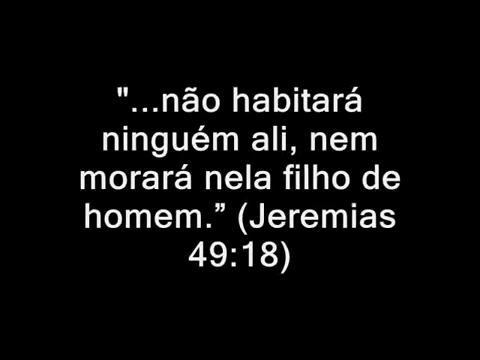 "...não habitará
ninguém ali, nem
morará nela filho de
homem.” (Jeremias
49:18)